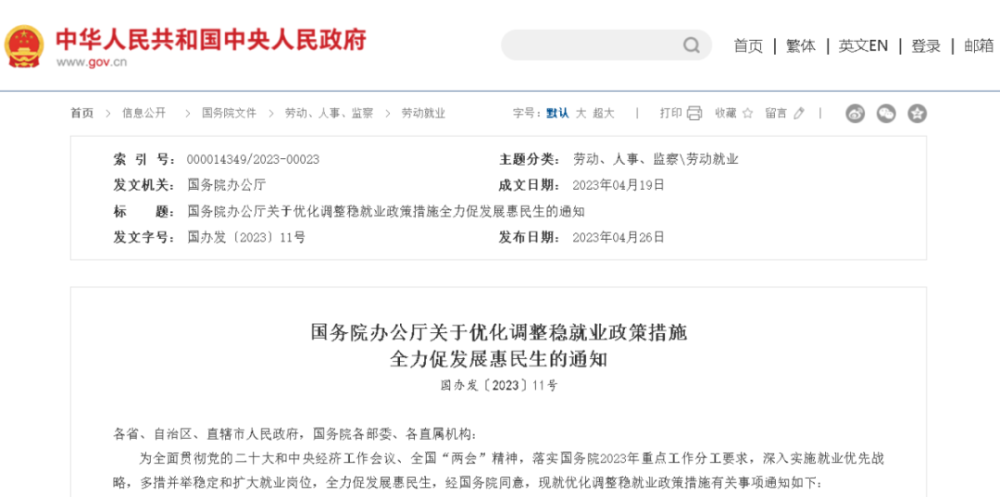 中华人民共和国中央人民政府
www.gov.cn
首页 | 繁体 | 英文EN | 登录 | 邮箱
首页 > 信息公开 > 国务院文件 > 劳动、人事、监察 > 劳动就业
字号：默认 大 超大 | 打印 收藏 留言 |
索 引 号： 000014349/2023-00023
主题分类： 劳动、人事、监察\劳动就业
发文机关： 国务院办公厅
成文日期： 2023年04月19日
标 题： 国务院办公厅关于优化调整稳就业政策措施全力促发展惠民生的通知
发文字号： 国办发〔2023〕11号
发布日期： 2023年04月26日
国务院办公厅关于优化调整稳就业政策措施
全力促发展惠民生的通知
国办发〔2023〕11号
各省、自治区、直辖市人民政府，国务院各部委、各直属机构：
为全面贯彻党的二十大和中央经济工作会议、全国“两会”精神，落实国务院2023年重点工作分工要求，深入实施就业优先战
略，多措并举稳定和扩大就业岗位，全力促发展惠民生，经国务院同意，现就优化调整稳就业政策措施有关事项通知如下：